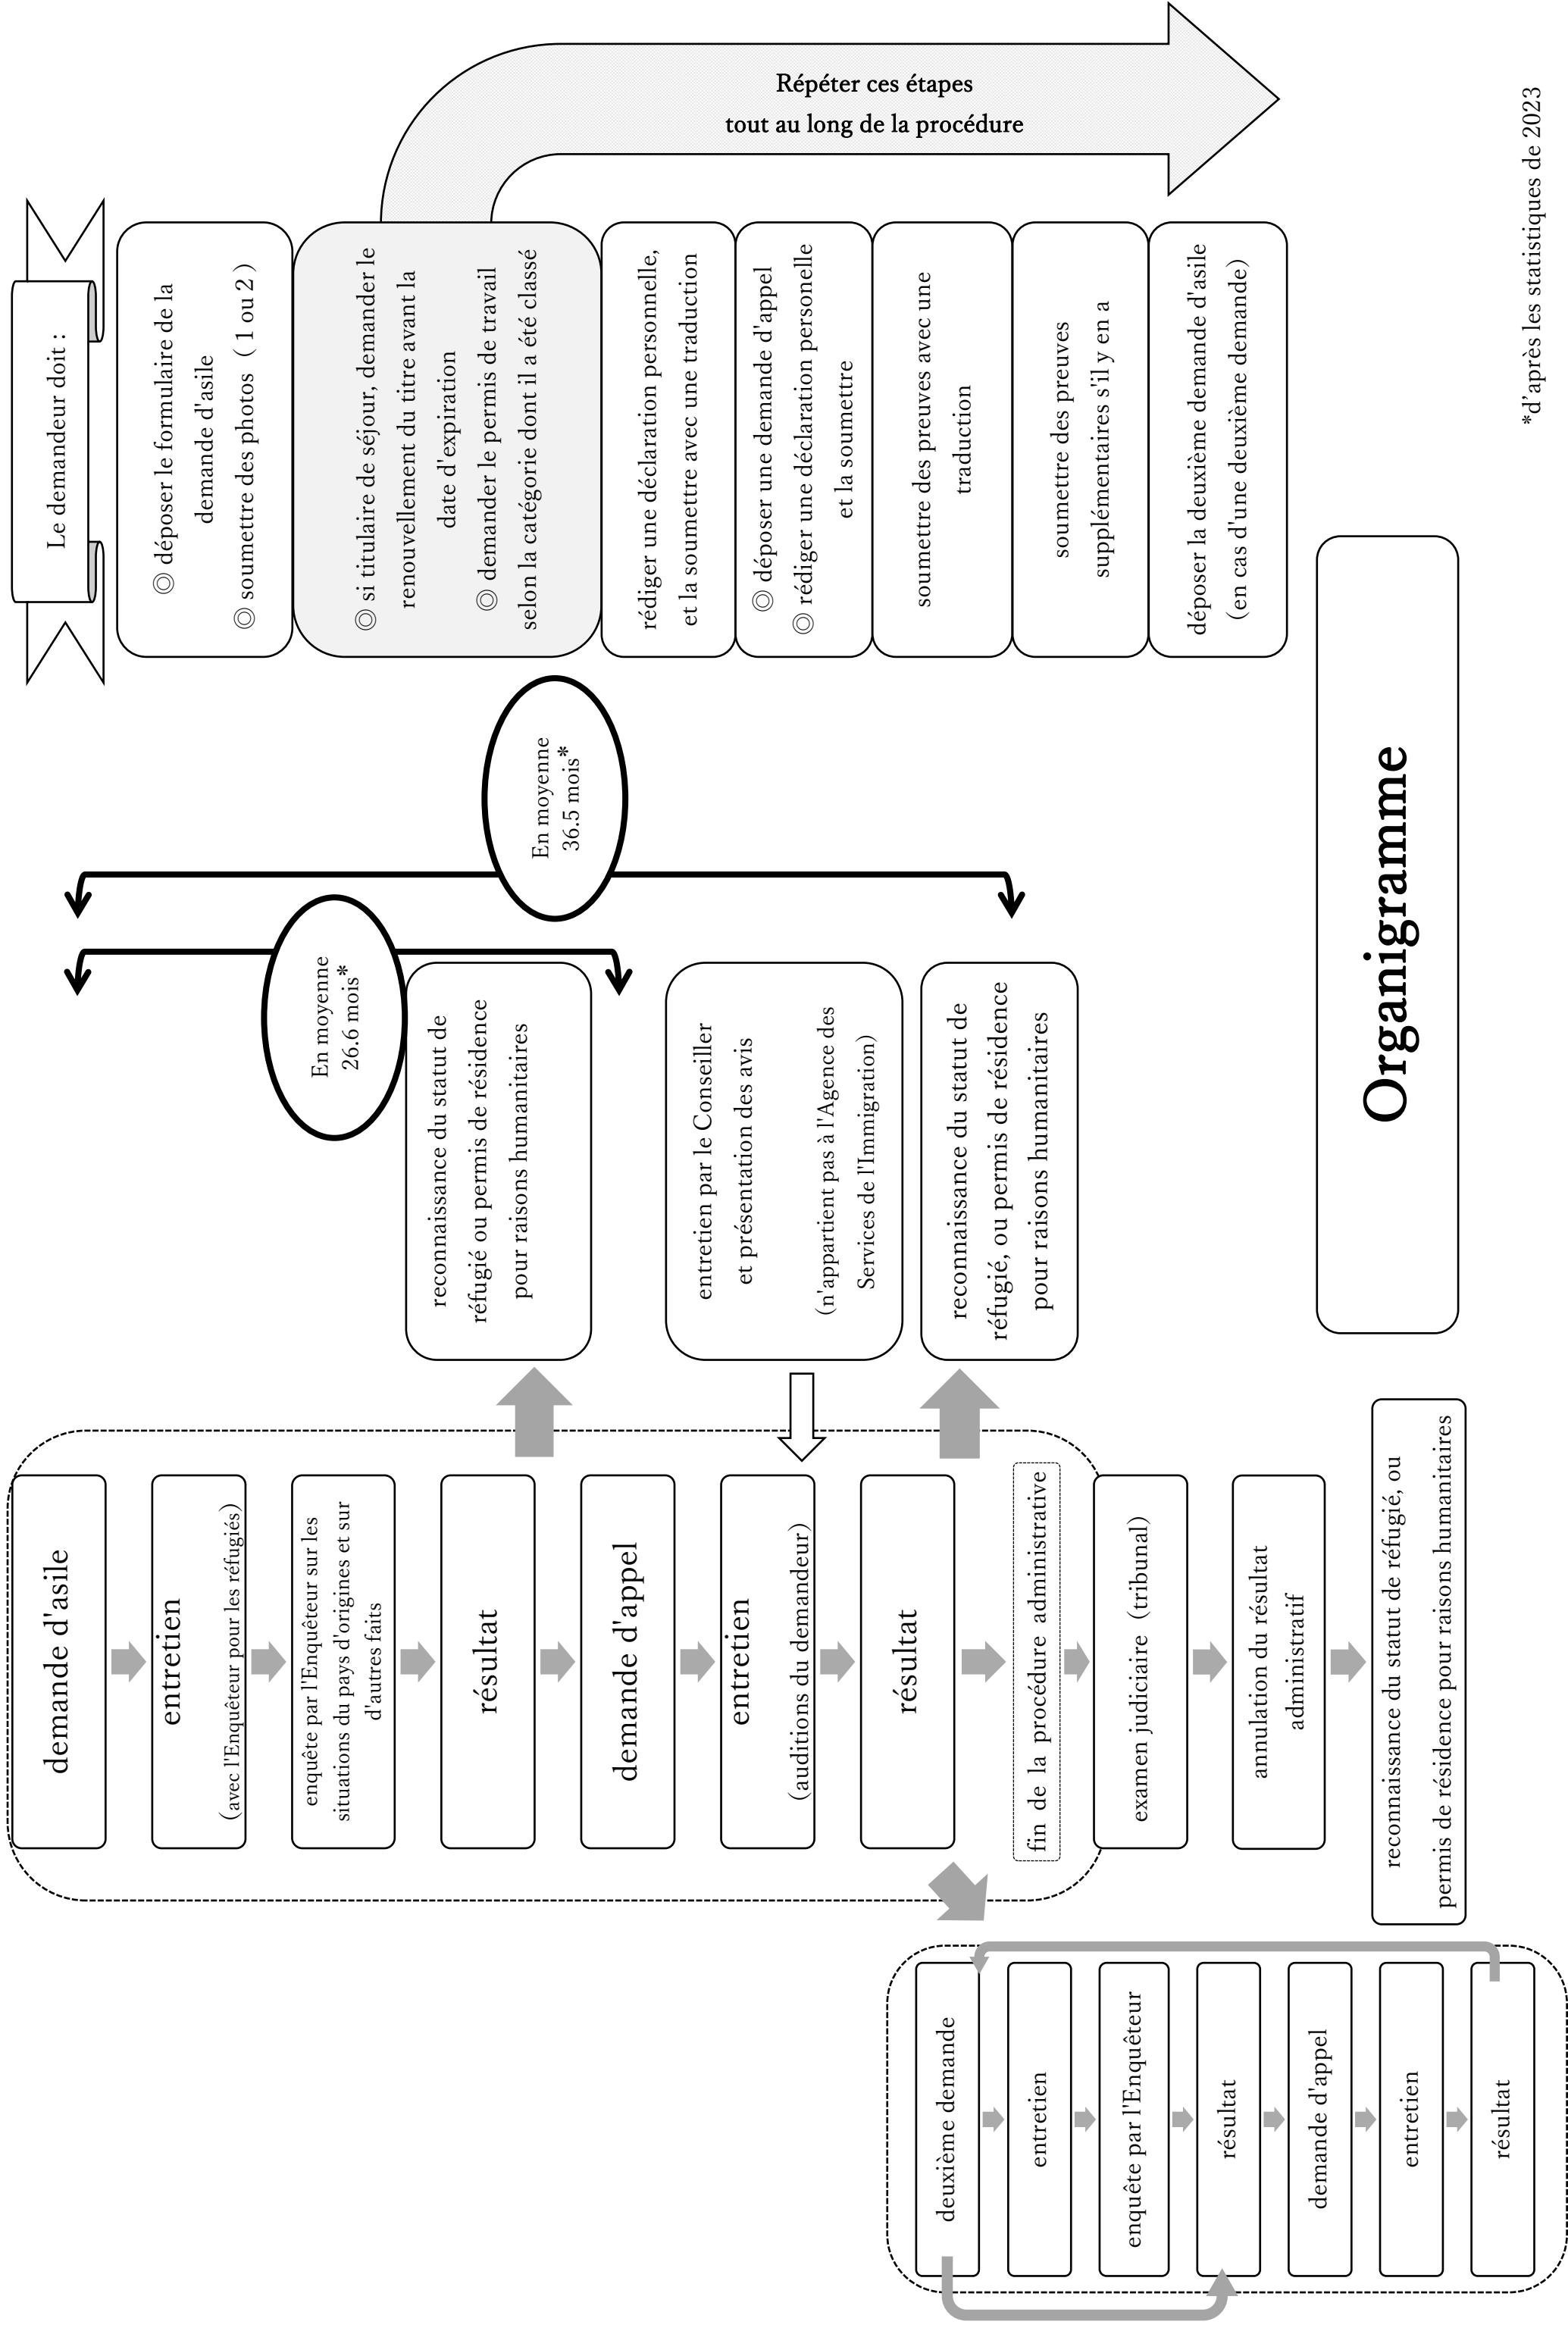 demande d'asile
entretien
(avec l'Enquêteur pour les réfugiés)
enquête par l'Enquêteur sur les
situations du pays d'origines et sur
d'autres faits
résultat
demande d'appel
entretien
(auditions du demandeur)
résultat
fin de la procédure administrative
examen judiciaire (tribunal)
annulation du résultat
administratif
reconnaissance du statut de réfugié, ou
permis de résidence pour raisons humanitaires
deuxième demande
entretien
enquête par l'Enquêteur
résultat
demande d'appel
entretien
résultat
En moyenne
26.6 mois*
En moyenne
36.5 mois*
reconnaissance du statut de
réfugié ou permis de résidence
pour raisons humanitaires
entretien par le Conseiller
et présentation des avis
(n'appartient pas à l'Agence des
Services de l'Immigration)
reconnaissance du statut de
réfugié, ou permis de résidence
pour raisons humanitaires
Le demandeur doit :
◎ déposer le formulaire de la
demande d'asile
◎ soumettre des photos ( 1 ou 2 )
◎ si titulaire de séjour, demander le
renouvellement du titre avant la
date d'expiration
◎ demander le permis de travail
selon la catégorie dont il a été classé
rédiger une déclaration personnelle,
et la soumettre avec une traduction
◎ déposer une demande d'appel
◎ rédiger une déclaration personelle
et la soumettre
soumettre des preuves avec une
traduction
soumettre des preuves
supplémentaires s'il y en a
déposer la deuxième demande d'asile
(en cas d'une deuxième demande)
Répéter ces étapes
tout au long de la procédure
Organigramme
*d'après les statistiques de 2023